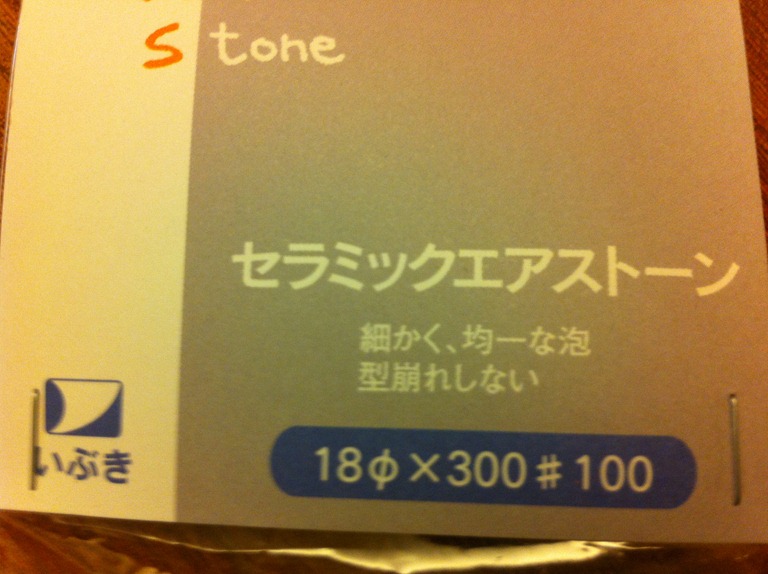 Stone
セラミックエアストーン
細かく、均一な泡
型崩れしない
いぶき
18φ×300#100